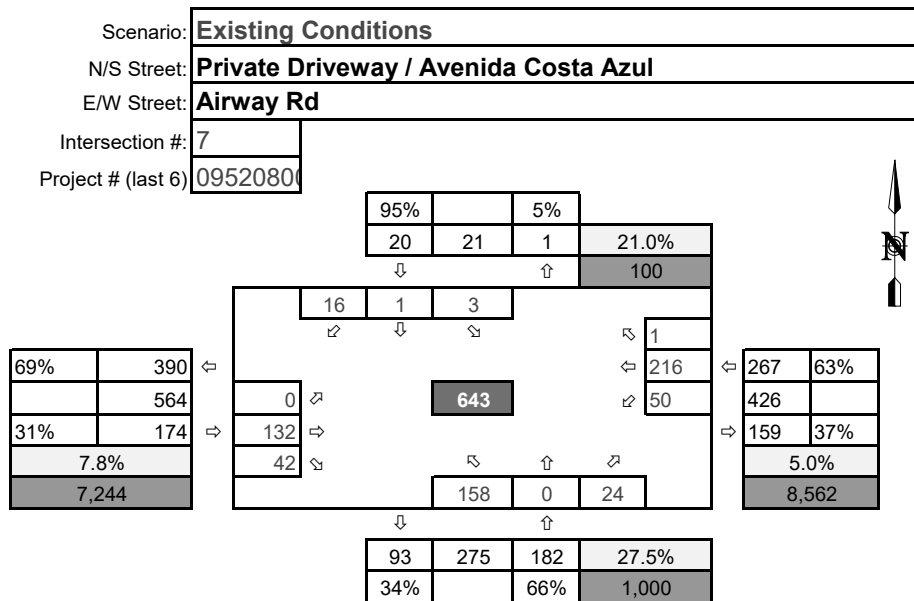 Scenario: Existing Conditions
N/S Street: Private Driveway / Avenida Costa Azul
E/W Street: Airway Rd
Intersection #: 7
Project # (last 6) 09520800
N
95% 5%
20 21 1 21.0%
⇩ ⇧ 100
16 1 3
⬃ ⇩ ⬂
⬁ 1
69% 390 ⇦ ⇦ 216 ⇦ 267 63%
564 0 ⬀ 643 ⬃ 50 426
31% 174 ⇨ 132 ⇨ ⇨ 159 37%
7.8% 42 ⬂ ⬁ ⇧ ⬀ 5.0%
7,244 158 0 24 8,562
⇩ ⇧
93 275 182 27.5%
34% 66% 1,000